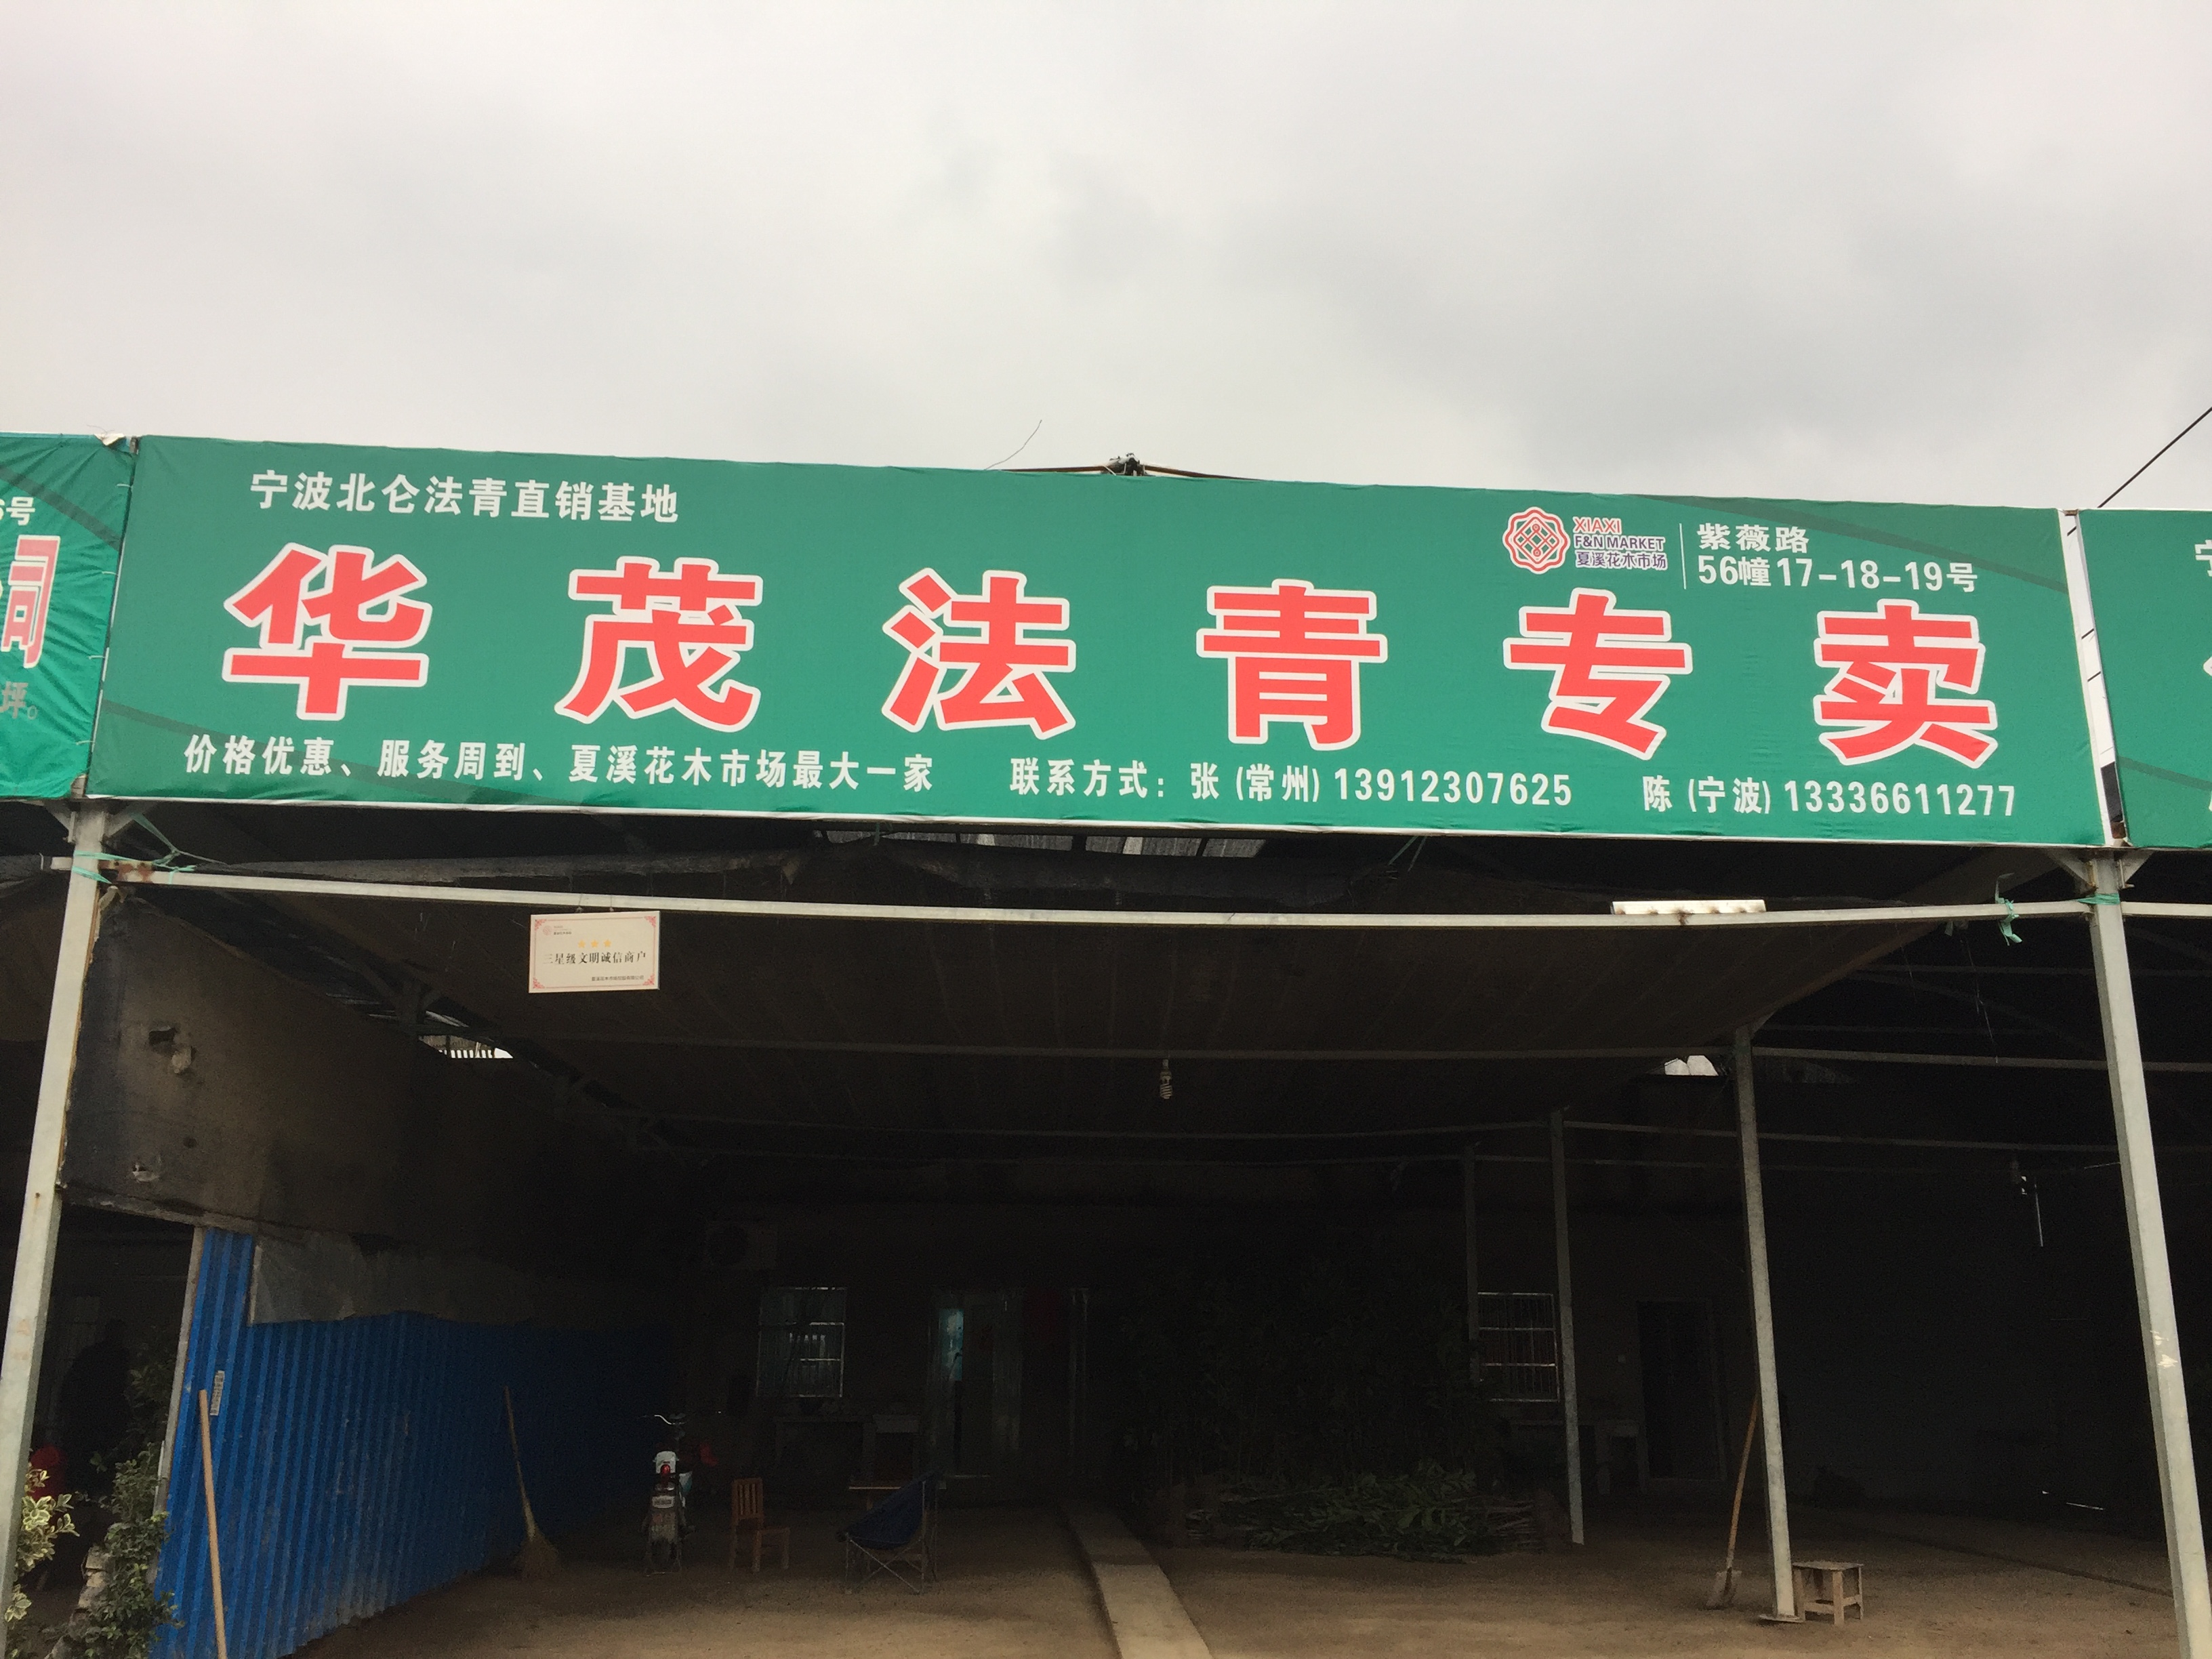 宁波北仑法青直销基地
XIAXI
F&N MARKET
夏溪花木市场
紫薇路
56幢17-18-19号
华茂法青专卖
价格优惠、服务周到、夏溪花木市场最大一家 联系方式：张(常州)13912307625 陈(宁波)13336611277
号
司
坪。
三星级文明诚信商户